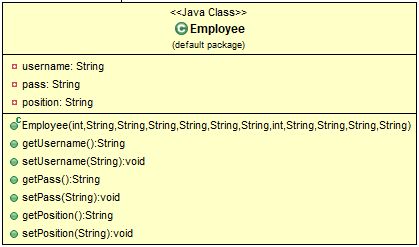 <<Java Class>>
Employee
(default package)
username: String
pass: String
position: String
Employee(int,String,String,String,String,String,String,int,String,String,String,String)
getUsername():String
setUsername(String):void
getPass():String
setPass(String):void
getPosition():String
setPosition(String):void